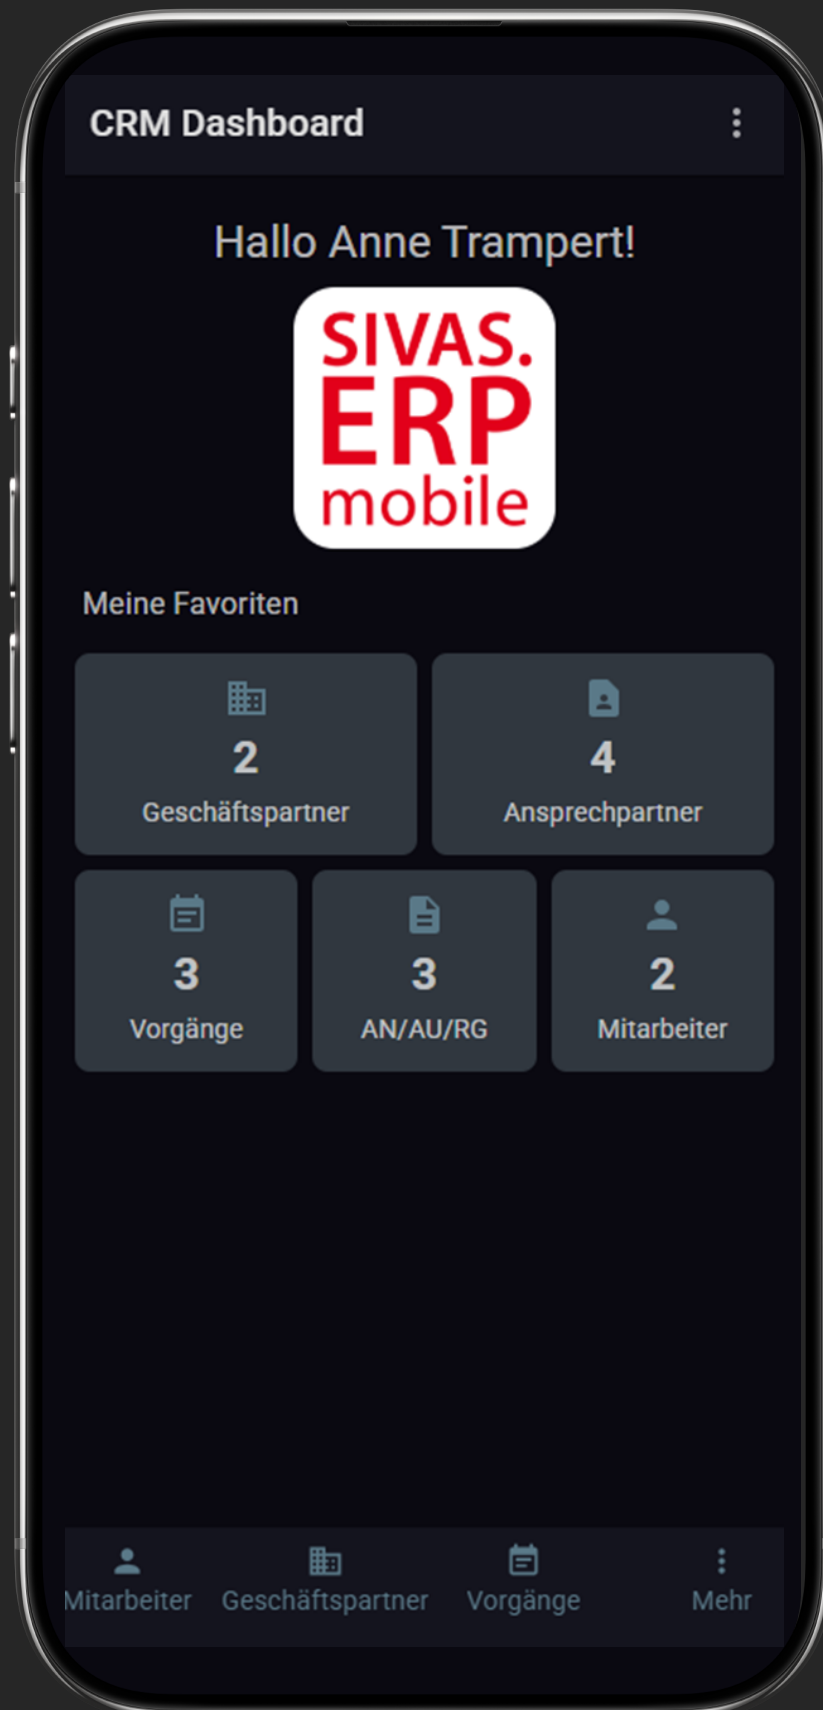 CRM Dashboard
Hallo Anne Trampert!
SIVAS.
ERP
mobile
Meine Favoriten
2
Geschäftspartner
4
Ansprechpartner
3
Vorgänge
3
AN/AU/RG
2
Mitarbeiter
Mitarbeiter
Geschäftspartner
Vorgänge
Mehr